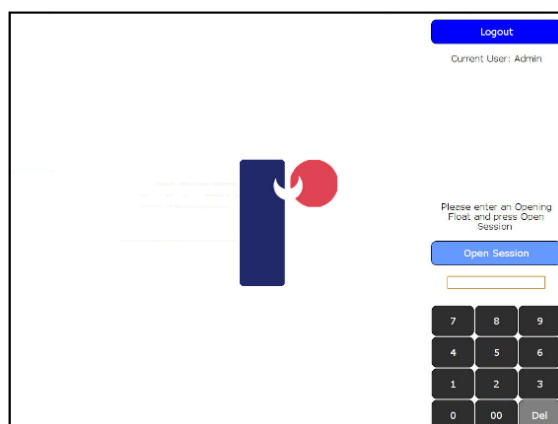 Logout
Current User: Admin
Please enter an Opening
Float and press Open
Session
Open Session
7 8 9
4 5 6
1 2 3
0 00 Del